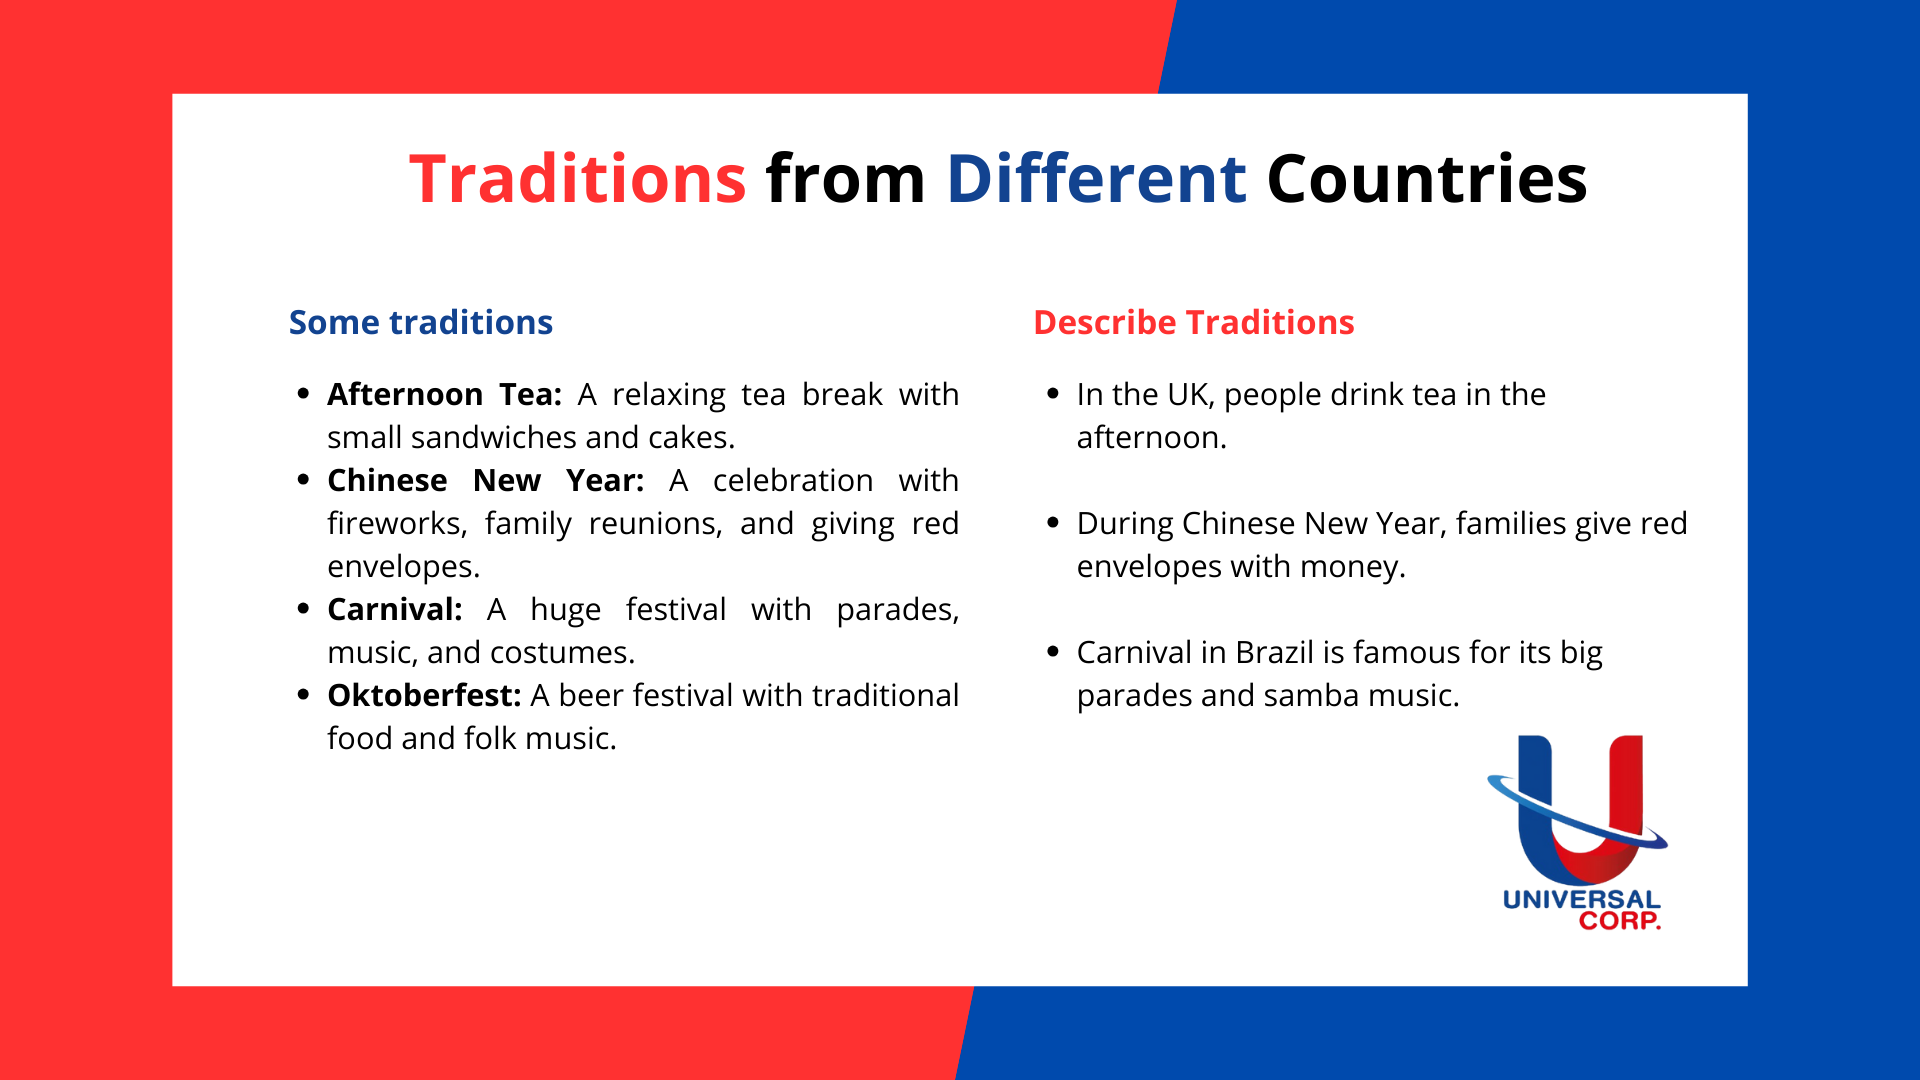 Traditions from Different Countries
Some traditions
• Afternoon Tea: A relaxing tea break with
small sandwiches and cakes.
• Chinese New Year: A celebration with
fireworks, family reunions, and giving red
envelopes.
• Carnival: A huge festival with parades,
music, and costumes.
• Oktoberfest: A beer festival with traditional
food and folk music.
Describe Traditions
• In the UK, people drink tea in the
afternoon.
• During Chinese New Year, families give red
envelopes with money.
• Carnival in Brazil is famous for its big
parades and samba music.
UNIVERSAL
CORP.